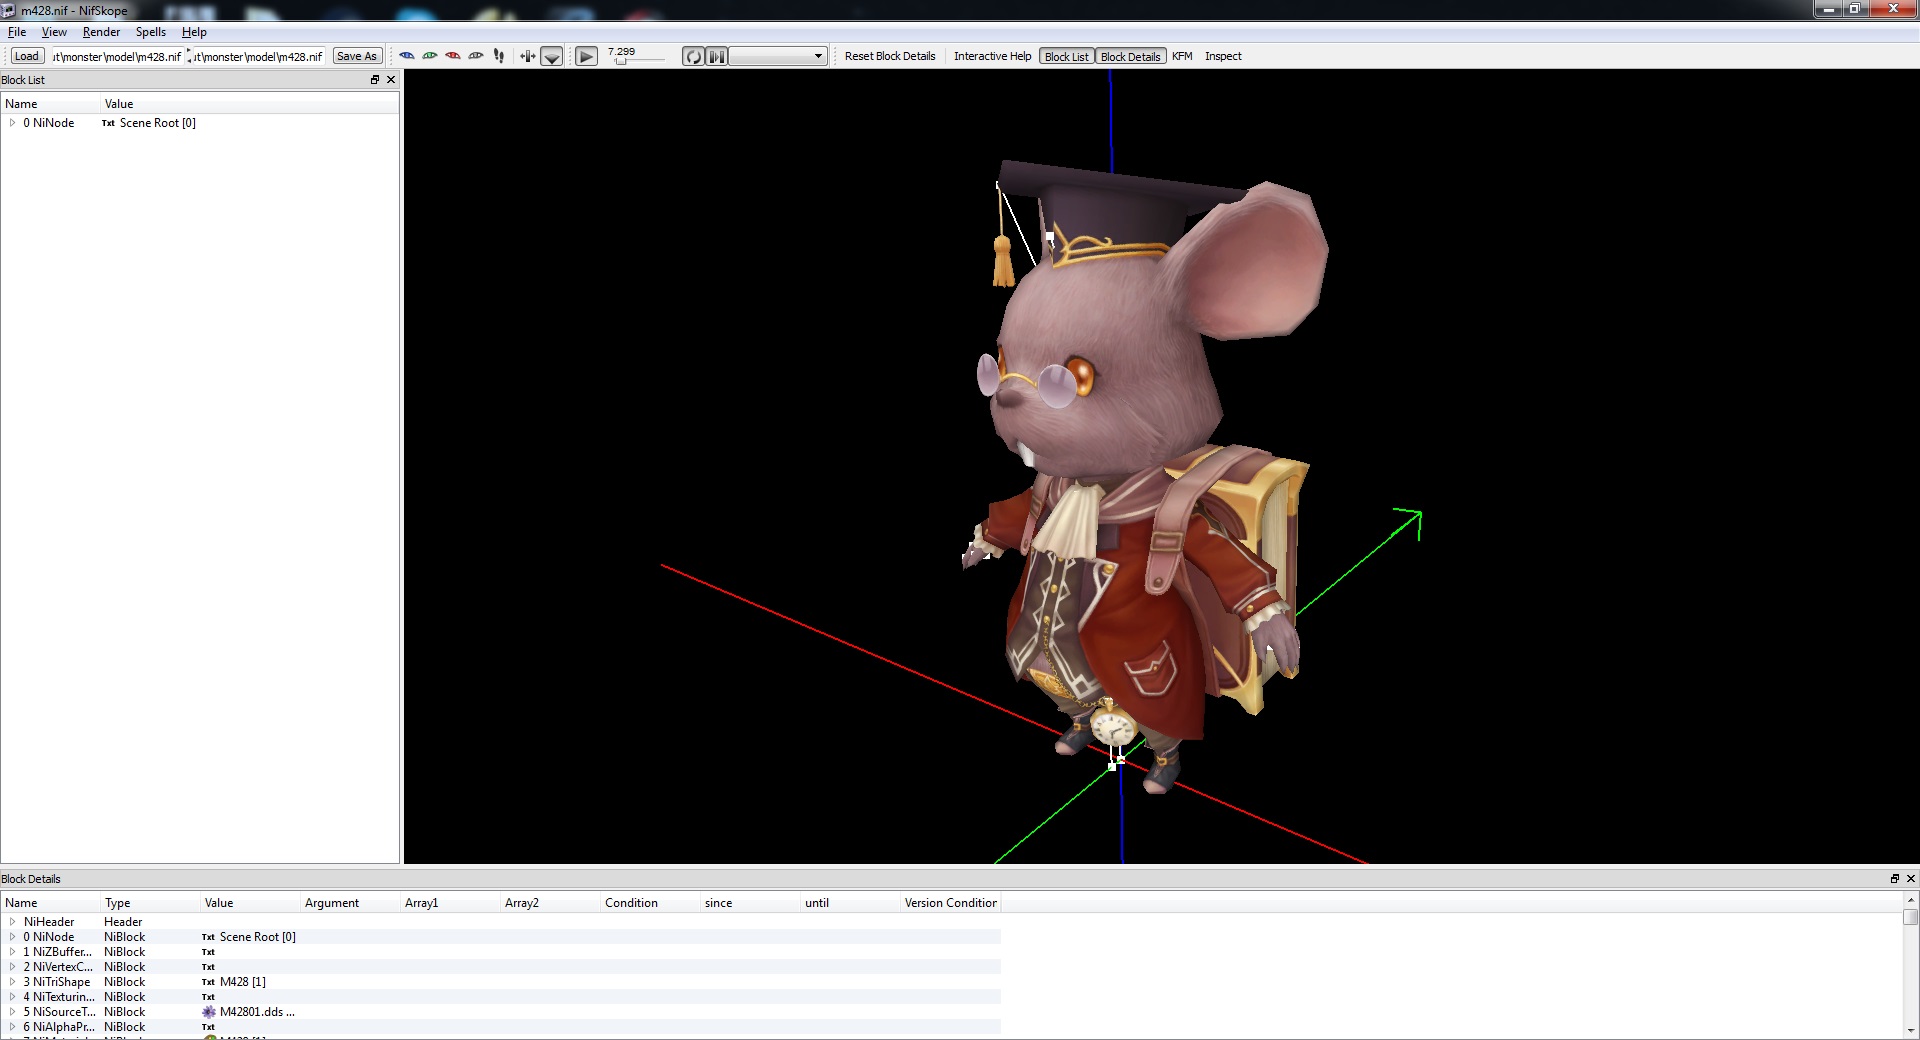 m428.nif - NifSkope
File View Render Spells Help
Load ıt\monster\model\m428.nif ıt\monster\model\m428.nif Save As 7.299 Reset Block Details Interactive Help Block List Block Details KFM Inspect
Block List
Name Value
0 NiNode Txt Scene Root [0]
Block Details
Name Type Value Argument Array1 Array2 Condition since until Version Condition
NiHeader Header
0 NiNode NiBlock Txt Scene Root [0]
1 NiZBuffer... NiBlock Txt
2 NiVertexC... NiBlock Txt
3 NiTriShape NiBlock Txt M428 [1]
4 NiTexturin... NiBlock Txt
5 NiSourceT... NiBlock M42801.dds ...
6 NiAlphaPr... NiBlock Txt